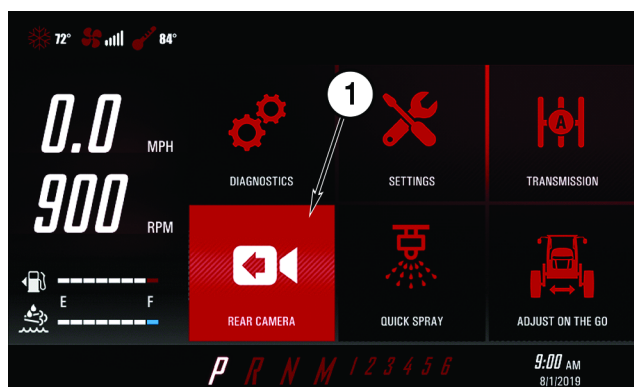 72° 84°
1
0.0 MPH
900 RPM
DIAGNOSTICS SETTINGS TRANSMISSION
A
REAR CAMERA QUICK SPRAY ADJUST ON THE GO
E F
P R N M 1 2 3 4 5 6
9:00 AM
8/1/2019